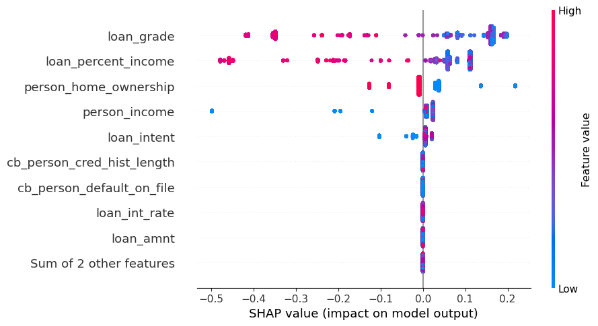 High
loan_grade
loan_percent_income
person_home_ownership
person_income
loan_intent
cb_person_cred_hist_length
cb_person_default_on_file
loan_int_rate
loan_amnt
Sum of 2 other features
Feature value
Low
−0.5 −0.4 −0.3 −0.2 −0.1 0.0 0.1 0.2
SHAP value (impact on model output)